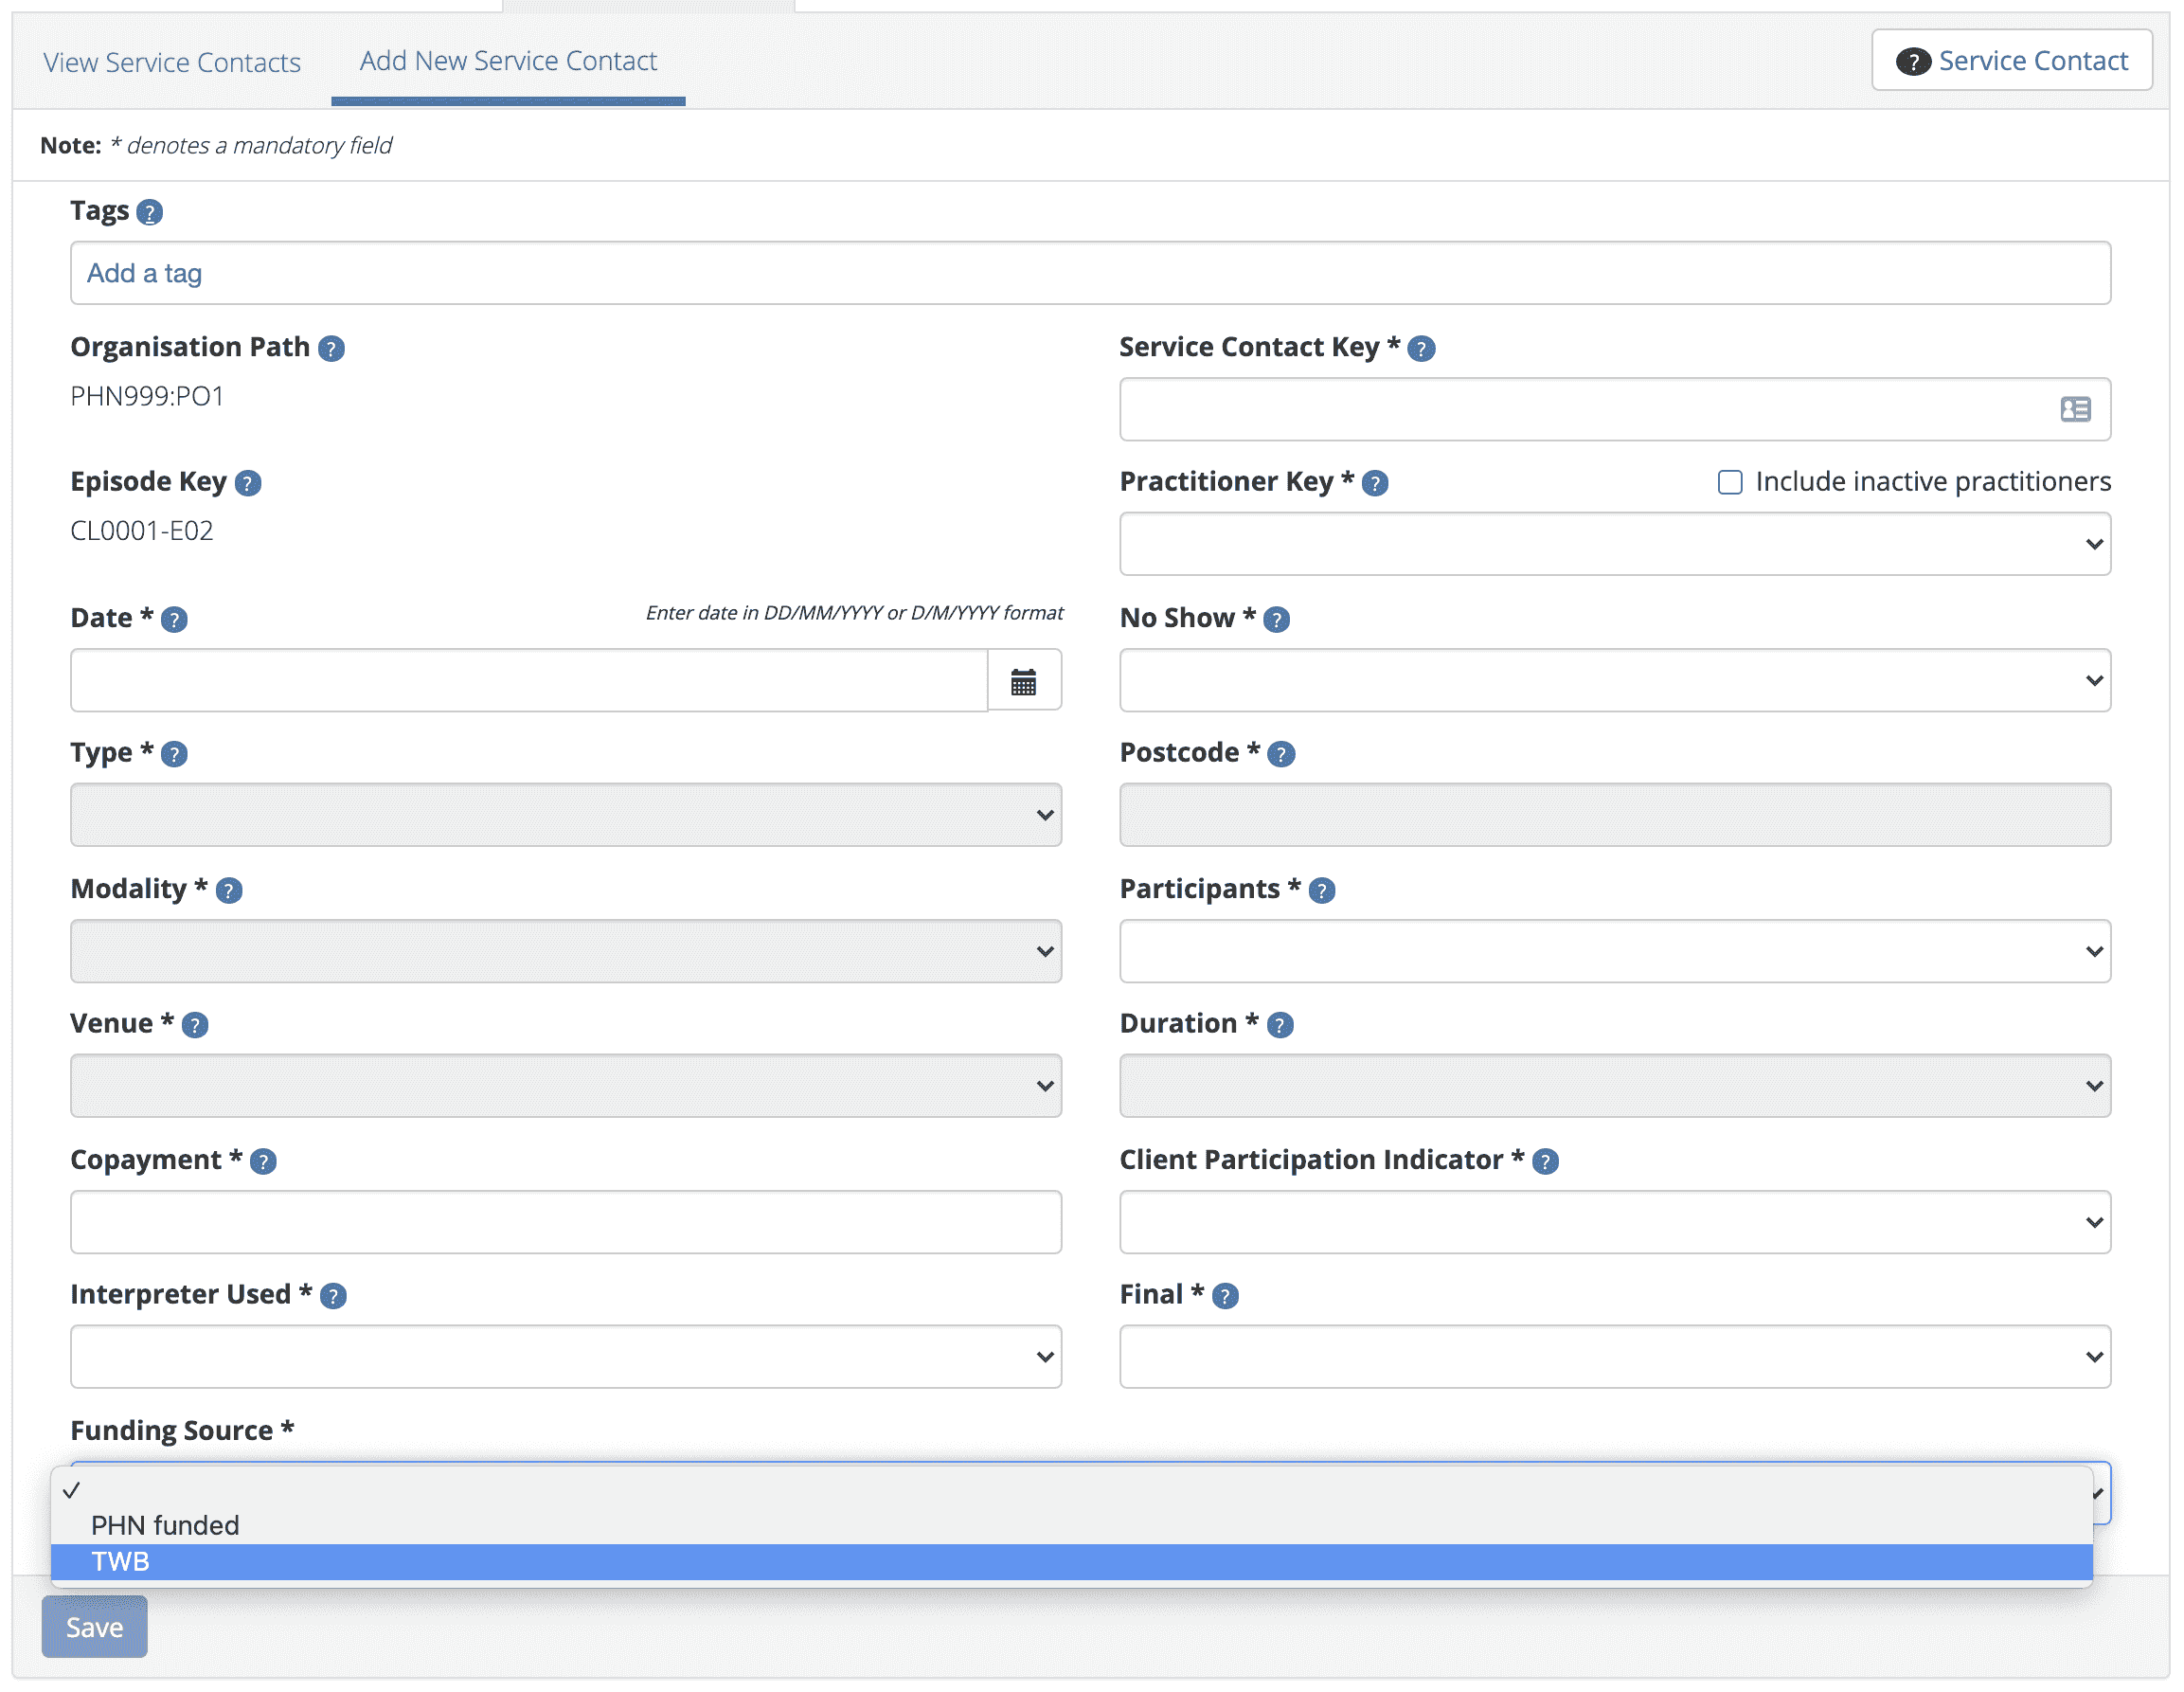 View Service Contacts
Add New Service Contact
? Service Contact
Note: * denotes a mandatory field
Tags ?
Add a tag
Organisation Path ?
PHN999:PO1
Service Contact Key * ?
Episode Key ?
CL0001-E02
Practitioner Key * ?
Include inactive practitioners
Date * ?
Enter date in DD/MM/YYYY or D/M/YYYY format
No Show * ?
Type * ?
Postcode * ?
Modality * ?
Participants * ?
Venue * ?
Duration * ?
Copayment * ?
Client Participation Indicator * ?
Interpreter Used * ?
Final * ?
Funding Source *
PHN funded
TWB
Save